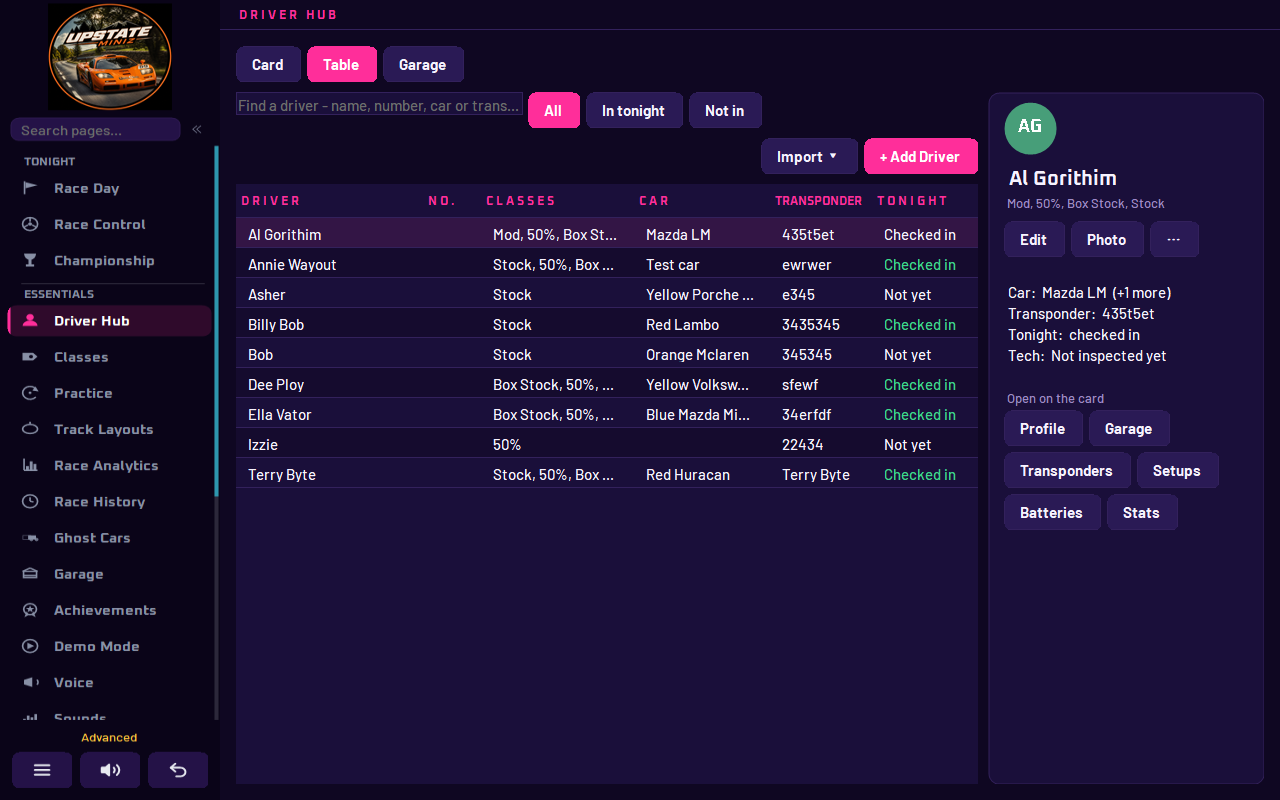 UPSTATE
MINIZ
Search pages...
TONIGHT
Race Day
Race Control
Championship
ESSENTIALS
Driver Hub
Classes
Practice
Track Layouts
Race Analytics
Race History
Ghost Cars
Garage
Achievements
Demo Mode
Voice
Sounds
Advanced
DRIVER HUB
Card Table Garage
Find a driver - name, number, car or trans... All In tonight Not in
Import ▼ + Add Driver
DRIVER NO. CLASSES CAR TRANSPONDER TONIGHT
Al Gorithim Mod, 50%, Box St... Mazda LM 435t5et Checked in
Annie Wayout Stock, 50%, Box ... Test car ewrwer Checked in
Asher Stock Yellow Porche ... e345 Not yet
Billy Bob Stock Red Lambo 3435345 Checked in
Bob Stock Orange Mclaren 345345 Not yet
Dee Ploy Box Stock, 50%, ... Yellow Volksw... sfewf Checked in
Ella Vator Box Stock, 50%, ... Blue Mazda Mi... 34erfdf Checked in
Izzie 50% 22434 Not yet
Terry Byte Stock, 50%, Box ... Red Huracan Terry Byte Checked in
AG
Al Gorithim
Mod, 50%, Box Stock, Stock
Edit Photo ...
Car: Mazda LM (+1 more)
Transponder: 435t5et
Tonight: checked in
Tech: Not inspected yet
Open on the card
Profile Garage
Transponders Setups
Batteries Stats